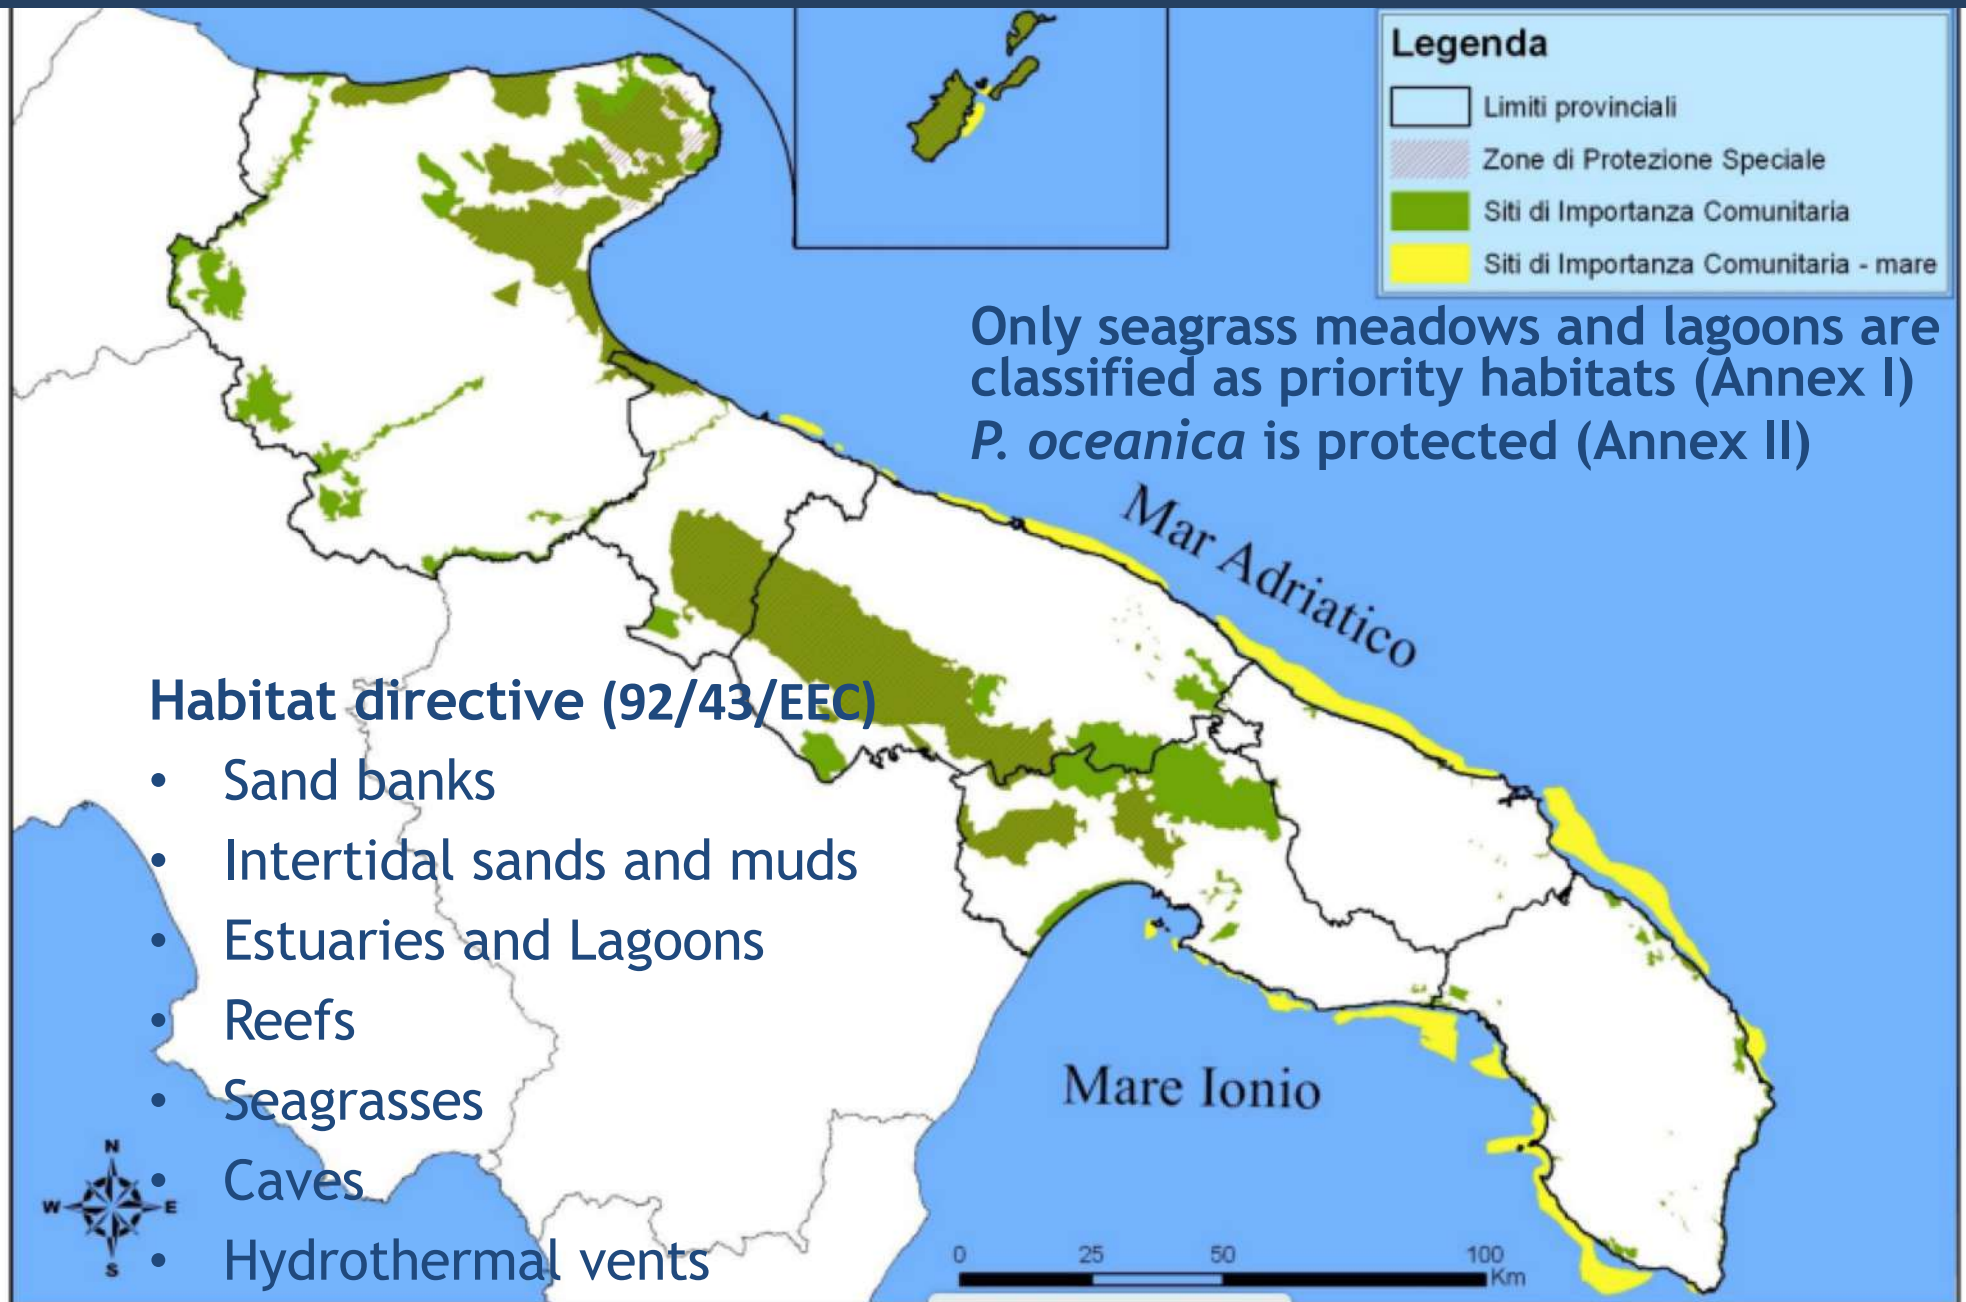 Legenda
Limiti provinciali
Zone di Protezione Speciale
Siti di Importanza Comunitaria
Siti di Importanza Comunitaria - mare
Only seagrass meadows and lagoons are
classified as priority habitats (Annex I)
P. oceanica is protected (Annex II)
Mar Adriatico
Habitat directive (92/43/EEC)
• Sand banks
• Intertidal sands and muds
• Estuaries and Lagoons
• Reefs
• Seagrasses
• Caves
• Hydrothermal vents
Mare Ionio
N
W E
S
0 25 50 100
Km